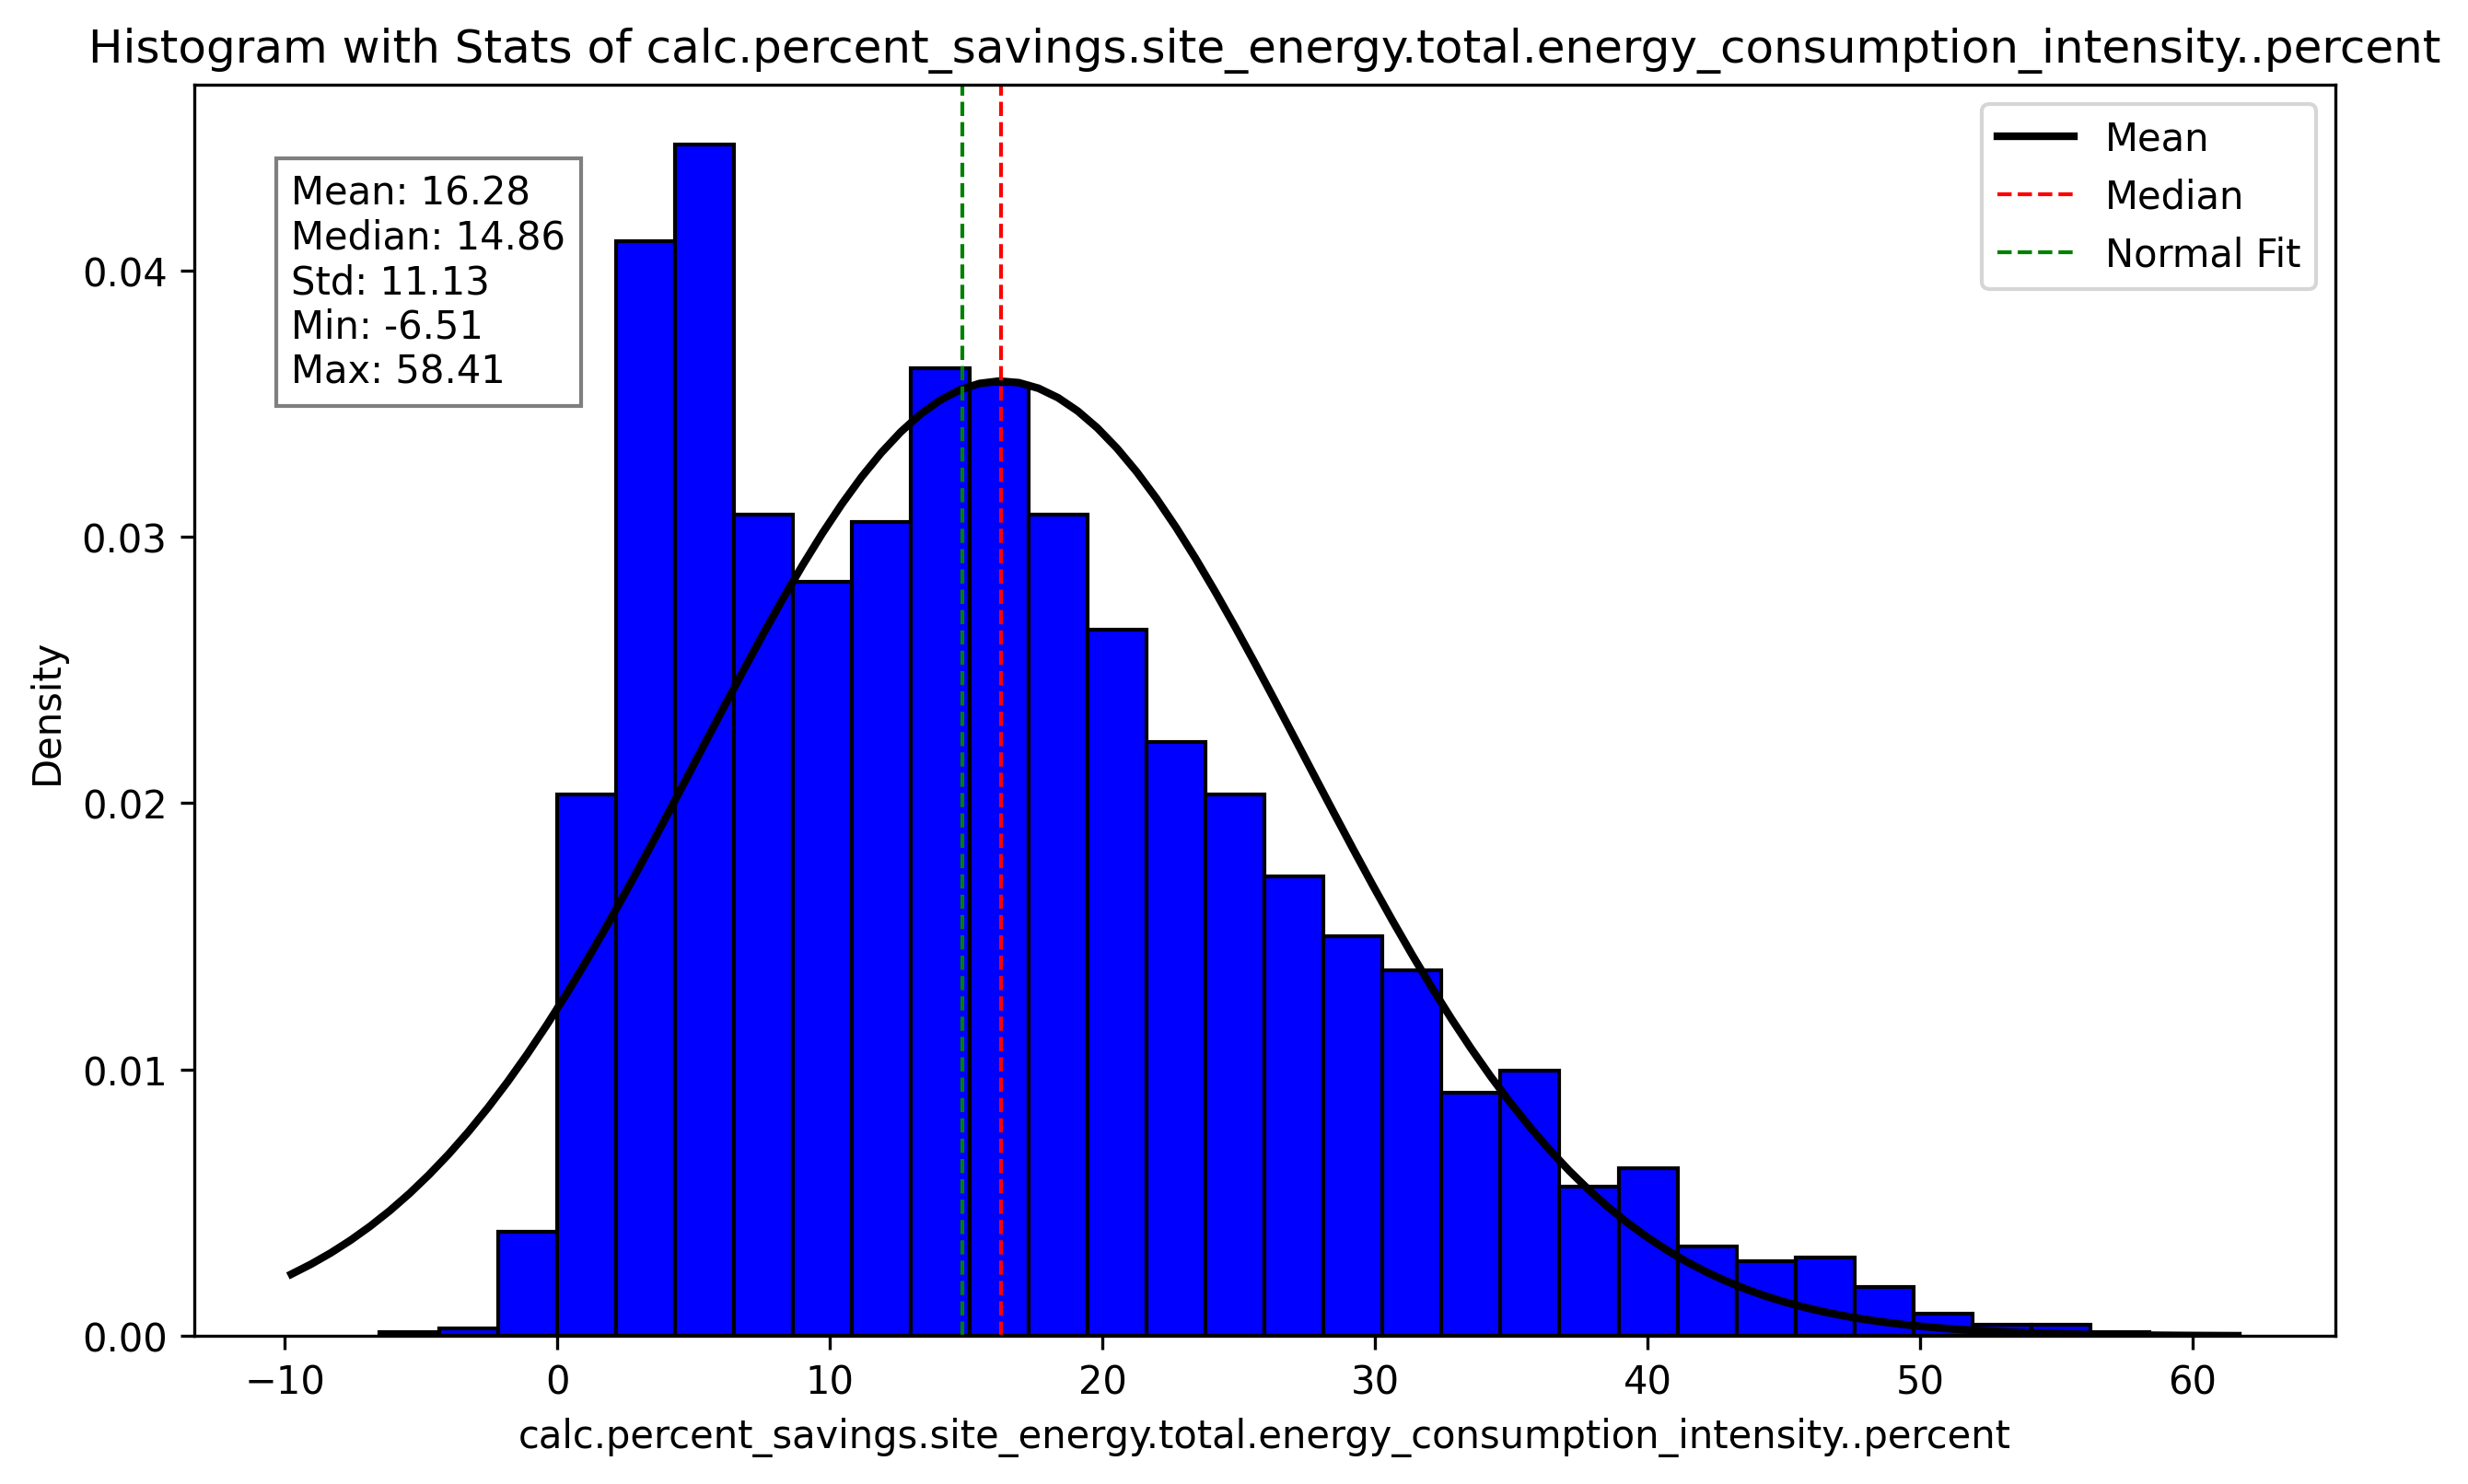 Histogram with Stats of calc.percent_savings.site_energy.total.energy_consumption_intensity..percent
Mean: 16.28
Median: 14.86
Std: 11.13
Min: -6.51
Max: 58.41
Mean
Median
Normal Fit
Density
0.04
0.03
0.02
0.01
0.00
−10 0 10 20 30 40 50 60
calc.percent_savings.site_energy.total.energy_consumption_intensity..percent